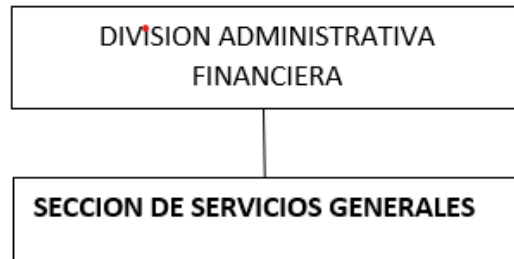 DIVISION ADMINISTRATIVA
FINANCIERA
SECCION DE SERVICIOS GENERALES